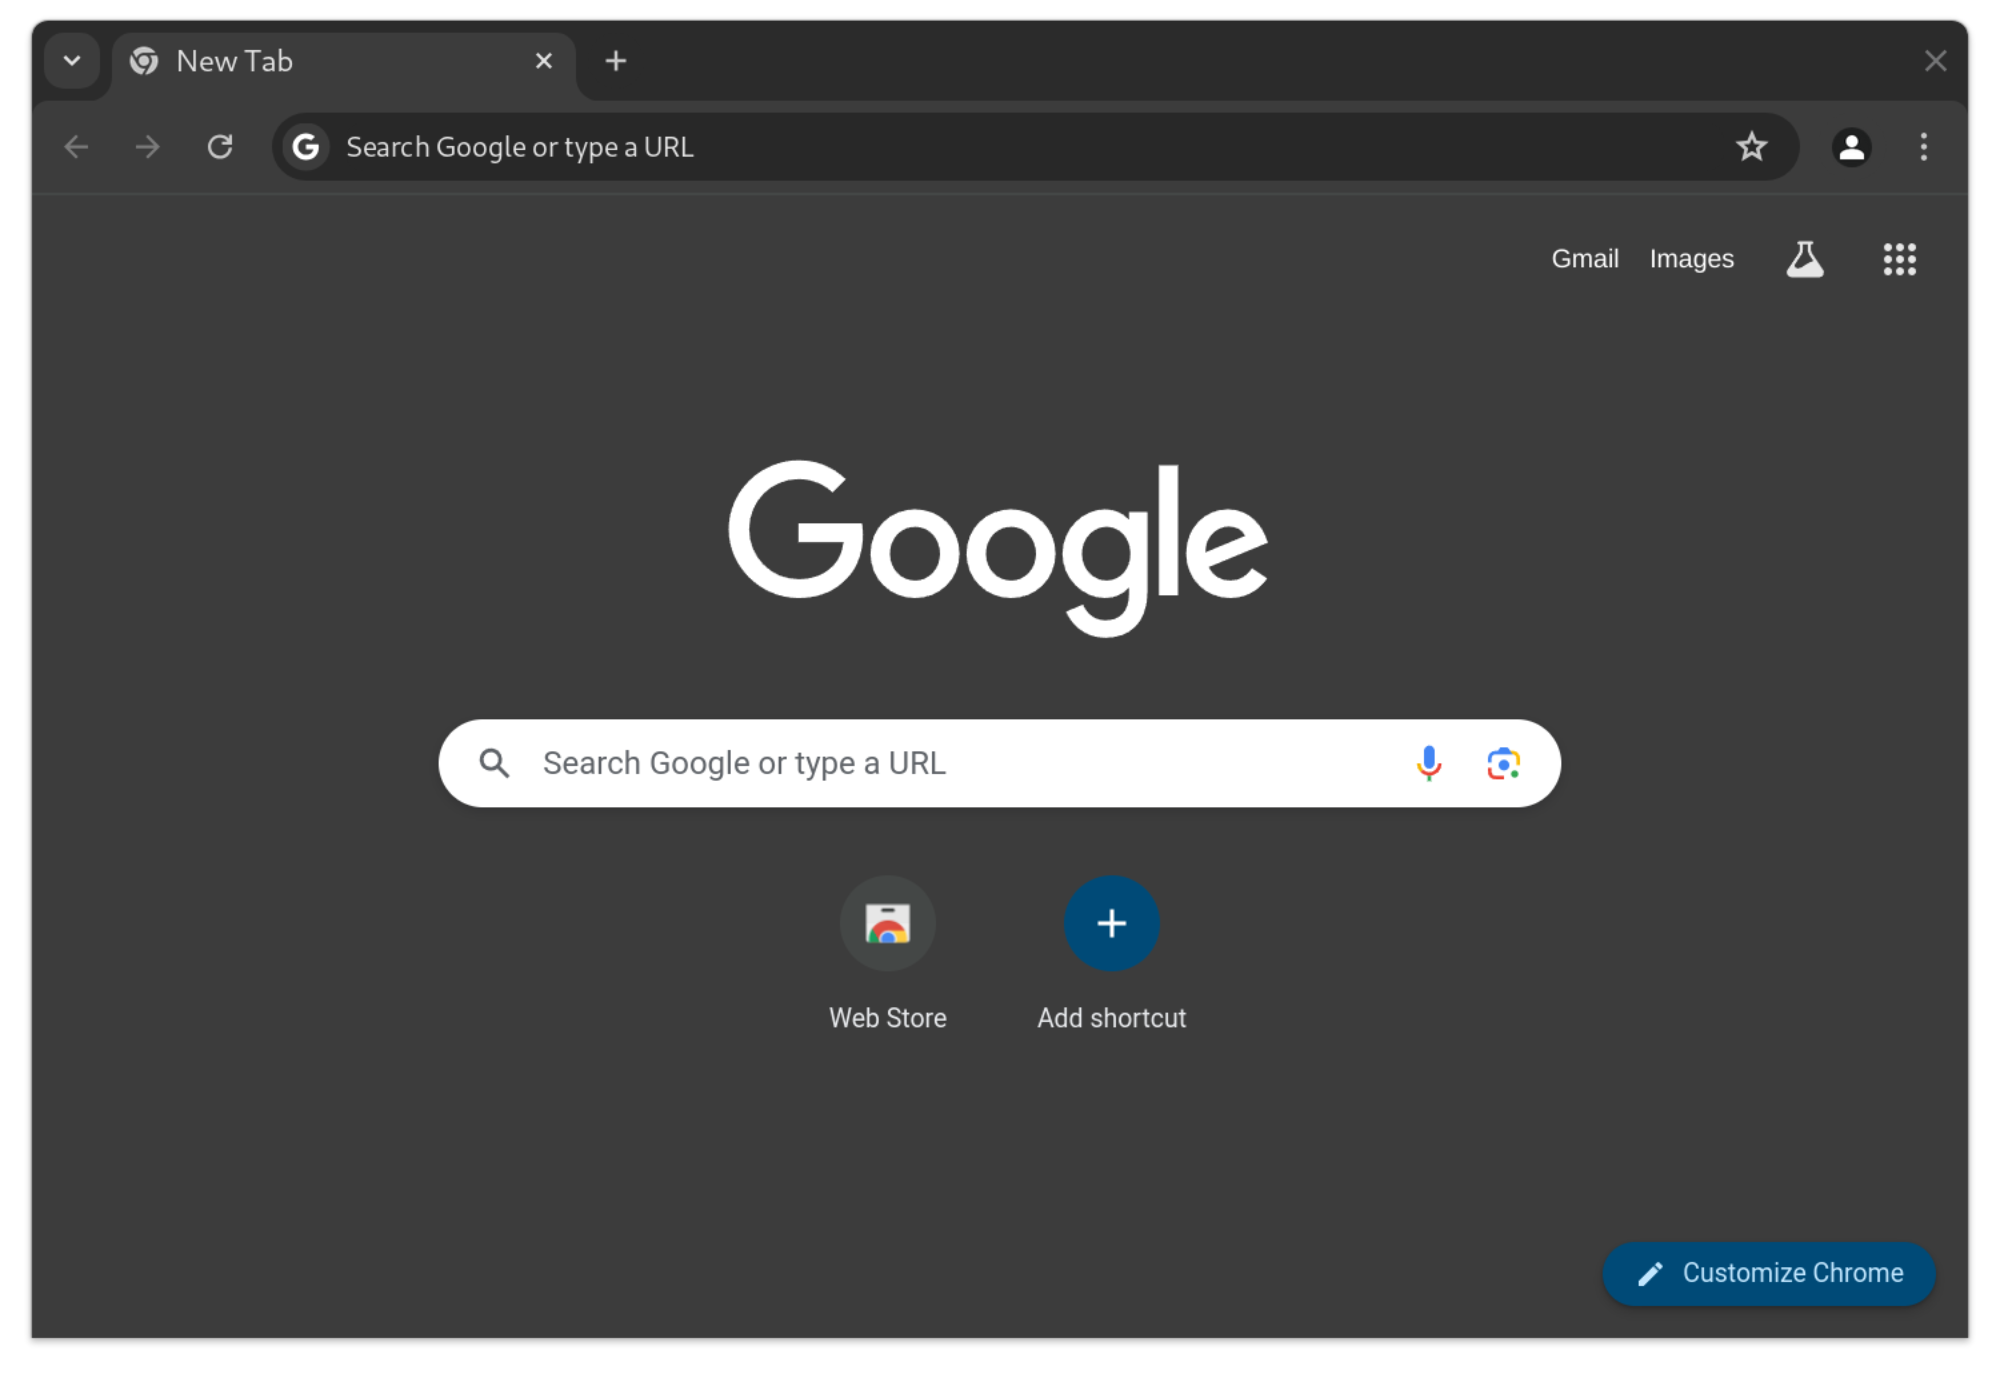 New Tab
Search Google or type a URL
Gmail Images
Google
Search Google or type a URL
Web Store Add shortcut
Customize Chrome